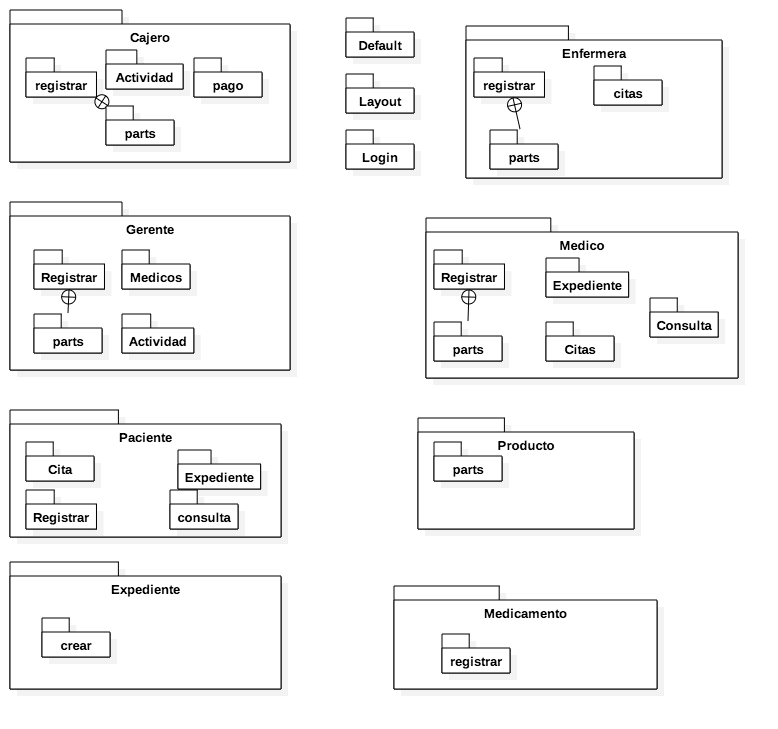 Cajero
registrar
Actividad
pago
parts
Default
Layout
Login
Enfermera
registrar
citas
parts
Gerente
Registrar
Medicos
parts
Actividad
Medico
Registrar
Expediente
Consulta
parts
Citas
Paciente
Cita
Expediente
Registrar
consulta
Producto
parts
Expediente
crear
Medicamento
registrar